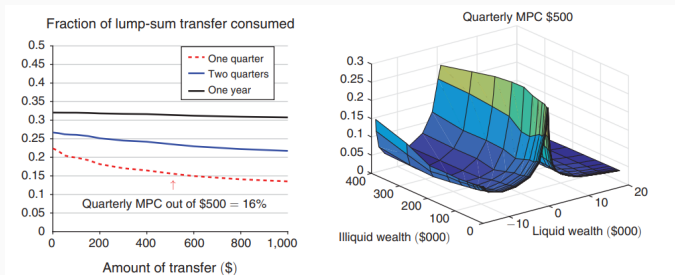 Fraction of lump-sum transfer consumed
0.5
0.45
0.4
0.35
0.3
0.25
0.2
0.15
0.1
0.05
0
One quarter
Two quarters
One year
Quarterly MPC out of $500 = 16%
0 200 400 600 800 1,000
Amount of transfer ($)
Quarterly MPC $500
0.3
0.25
0.2
0.15
0.1
0.05
0
400
300
200
100
0
Illiquid wealth ($000)
−10
0
10
20
Liquid wealth ($000)